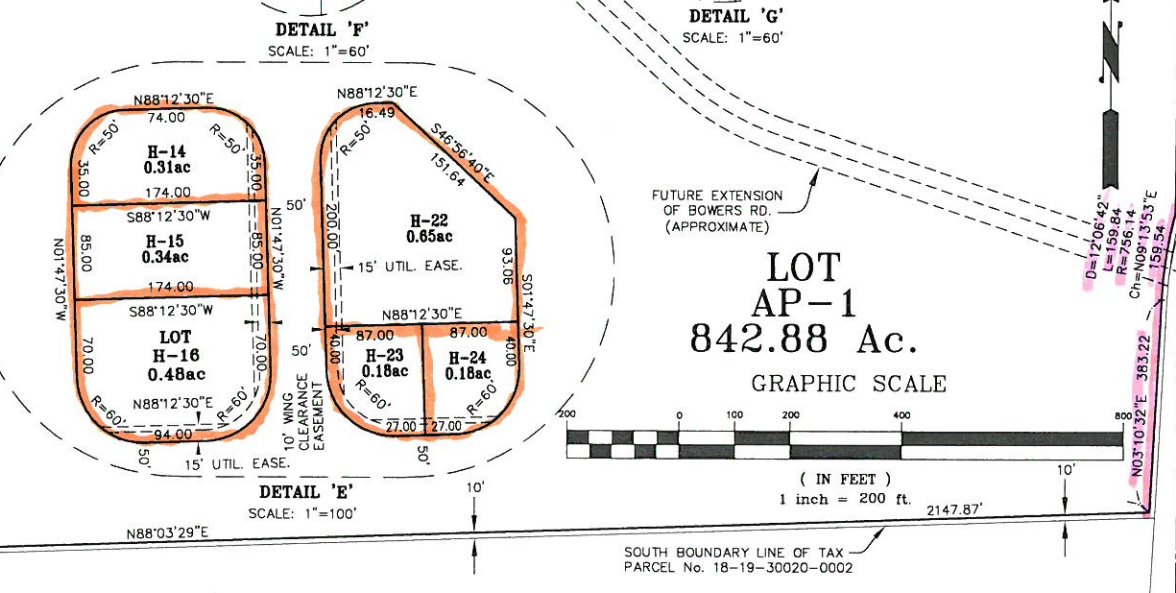 DETAIL 'F'
SCALE: 1"=60'
DETAIL 'G'
SCALE: 1"=60'
N88°12'30"E
74.00
R=50'
R=50'
H-14
0.31ac
35.00
35.00
174.00
S88°12'30"W
H-15
0.34ac
85.00
85.00
N01°47'30"W
N01°47'30"W
174.00
S88°12'30"W
LOT
H-16
0.48ac
70.00
70.00
N88°12'30"E
R=60'
R=60'
94.00
50'
15' UTIL. EASE.
50'
50'
10' WING
CLEARANCE
EASEMENT
N88°12'30"E
16.49
R=50'
S46°56'40"E
151.64
H-22
0.65ac
200.00
15' UTIL. EASE.
93.06
S01°47'30"E
N88°12'30"E
87.00
87.00
40.00
H-23
0.18ac
H-24
0.18ac
40.00
R=60'
R=60'
27.00
27.00
50'
DETAIL 'E'
SCALE: 1"=100'
FUTURE EXTENSION
OF BOWERS RD.
(APPROXIMATE)
LOT
AP-1
842.88 Ac.
GRAPHIC SCALE
200
0
100
200
400
800
( IN FEET )
1 inch = 200 ft.
N
D=12°06'42"
L=159.84
R=756.14
Ch=N09°13'53"E
159.54
N03°10'32"E 383.22
10'
10'
2147.87'
N88°03'29"E
SOUTH BOUNDARY LINE OF TAX
PARCEL No. 18-19-30020-0002